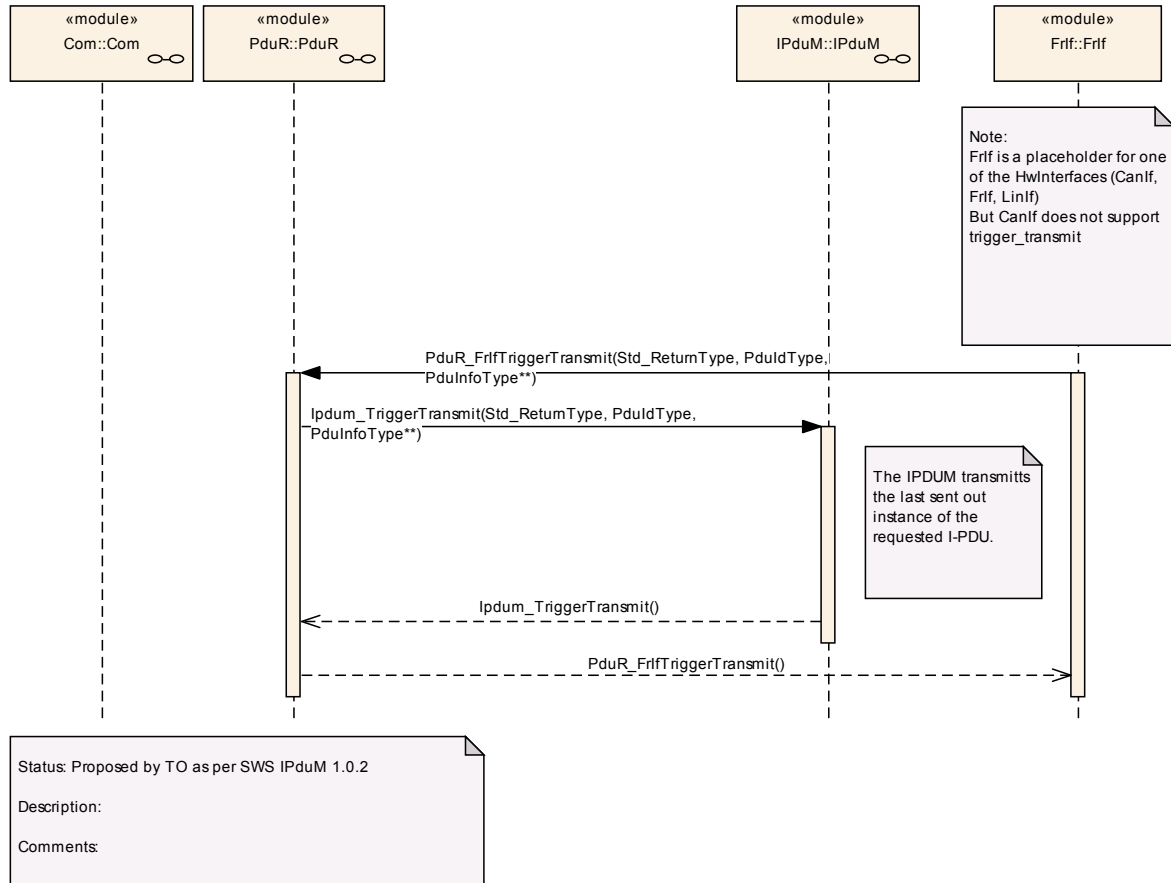 «module»
Com::Com
«module»
PduR::PduR
«module»
IPduM::IPduM
«module»
FrIf::FrIf
Note:
FrIf is a placeholder for one
of the HwInterfaces (CanIf,
FrIf, LinIf)
But CanIf does not support
trigger_transmit
PduR_FrIfTriggerTransmit(Std_ReturnType, PduIdType,
PduInfoType**)
Ipdum_TriggerTransmit(Std_ReturnType, PduIdType,
PduInfoType**)
The IPDUM transmitts
the last sent out
instance of the
requested I-PDU.
Ipdum_TriggerTransmit()
PduR_FrIfTriggerTransmit()
Status: Proposed by TO as per SWS IPduM 1.0.2
Description:
Comments: